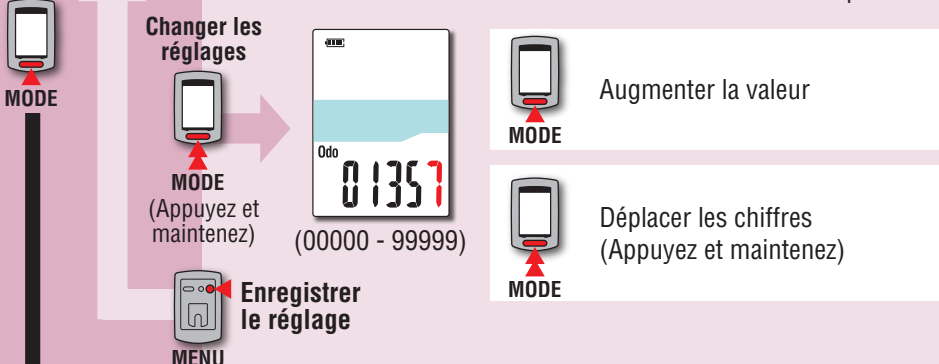 MODE
Changer les
réglages
MODE
(Appuyez et
maintenez)
Odo
01357
(00000 - 99999)
MODE
Augmenter la valeur
MODE
Déplacer les chiffres
(Appuyez et maintenez)
Enregistrer
le réglage
MENU